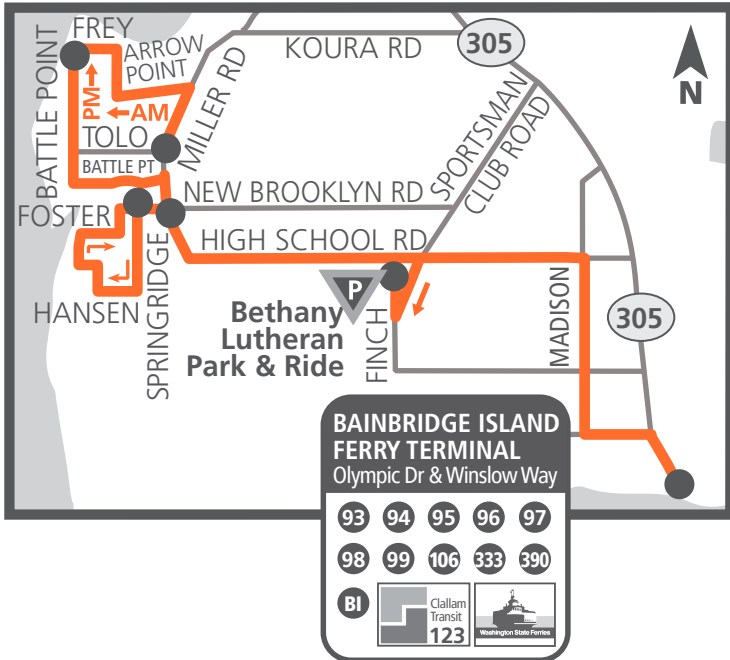 FREY
ARROW
POINT
KOURA RD
305
N
BATTLE POINT
PM
AM
MILLER RD
TOLO
BATTLE PT
SPORTSMAN
CLUB ROAD
NEW BROOKLYN RD
FOSTER
HIGH SCHOOL RD
HANSEN
SPRINGRIDGE
P
Bethany
Lutheran
Park & Ride
FINCH
MADISON
305
BAINBRIDGE ISLAND
FERRY TERMINAL
Olympic Dr & Winslow Way
93 94 95 96 97
98 99 106 333 390
BI
Clallam
Transit
123
Washington State Ferries